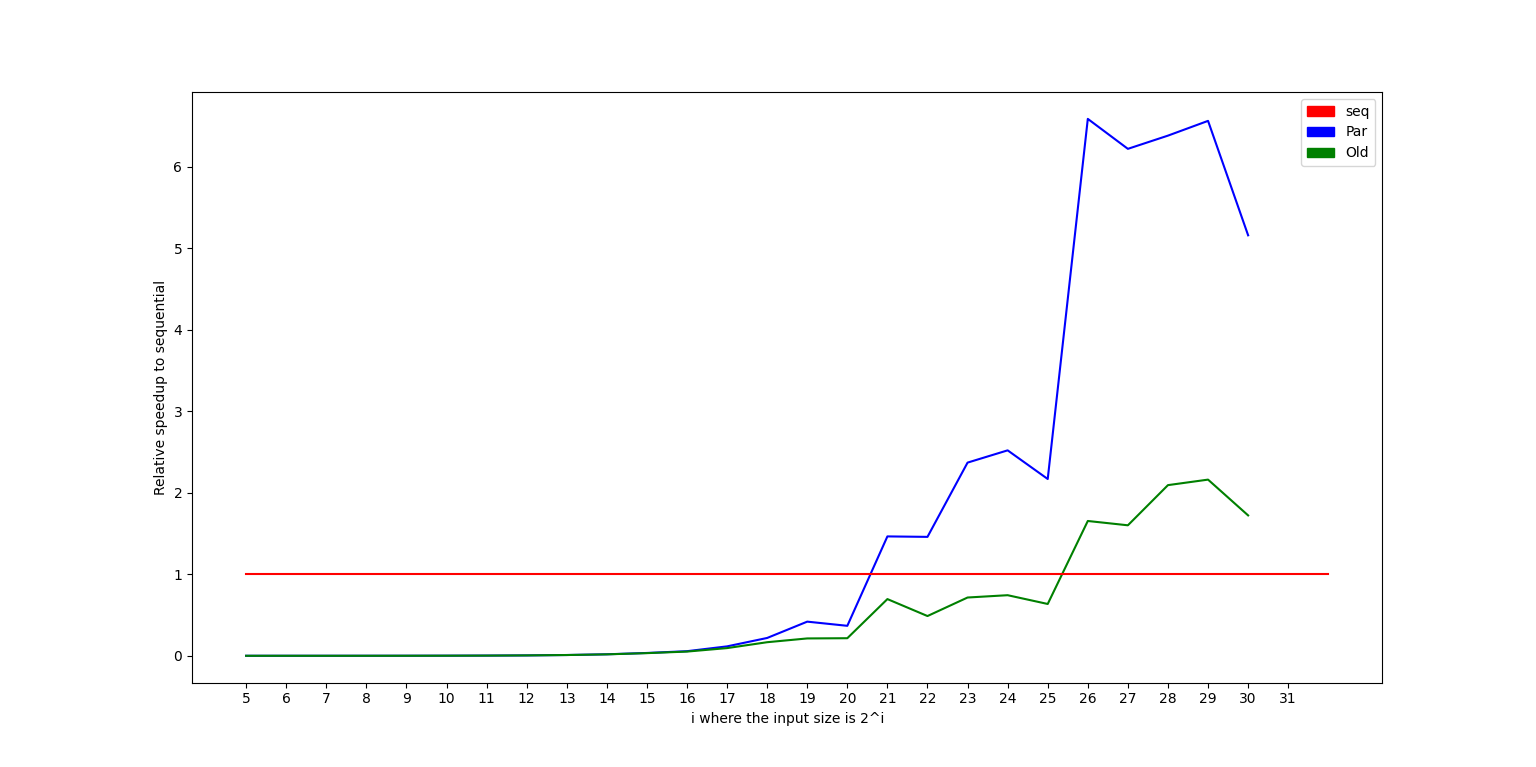 seq
Par
Old
Relative speedup to sequential
6
5
4
3
2
1
0
5 6 7 8 9 10 11 12 13 14 15 16 17 18 19 20 21 22 23 24 25 26 27 28 29 30 31
i where the input size is 2^i